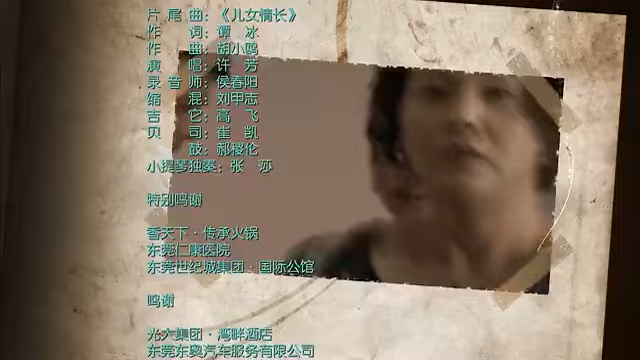 片尾曲：《儿女情长》
作 词：谭 冰
作 曲：胡小鸥
演 唱：许 芳
录音师：侯春阳
缩 混：刘甲志
吉 它：高 飞
贝 司：崔 凯
鼓：郝稷伦
小提琴独奏：张 莎
特别鸣谢
香天下·传承火锅
东莞仁康医院
东莞世纪城集团·国际公馆
鸣谢
光大集团·湾畔酒店
东莞东奥汽车服务有限公司